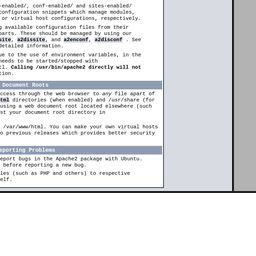 -enabled/, conf-enabled/ and sites-enabled/
configuration snippets which manage modules,
or virtual host configurations, respectively.
g available configuration files from their
parts. These should be managed by using our
site, a2dissite, and a2enconf, a2disconf . See
detailed information.
ue to the use of environment variables, in the
needs to be started/stopped with
tl. Calling /usr/bin/apache2 directly will not
tion.
Document Roots
ccess through the web browser to any file apart of
tml directories (when enabled) and /usr/share (for
using a web document root located elsewhere (such
st your document root directory in
/var/www/html. You can make your own virtual hosts
o previous releases which provides better security
eporting Problems
eport bugs in the Apache2 package with Ubuntu.
before reporting a new bug.
les (such as PHP and others) to respective
elf.